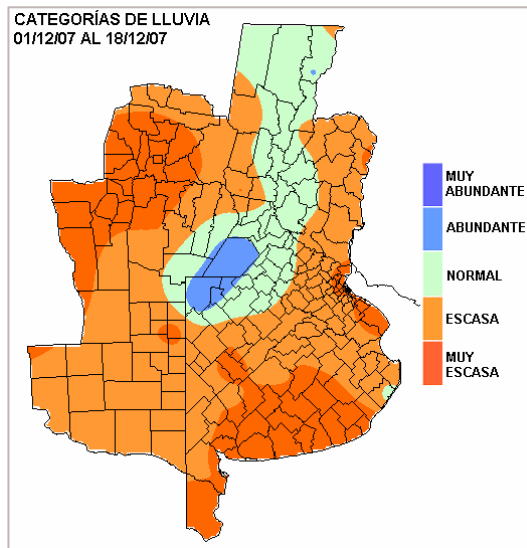 CATEGORÍAS DE LLUVIA
01/12/07 AL 18/12/07
MUY
ABUNDANTE
ABUNDANTE
NORMAL
ESCASA
MUY
ESCASA